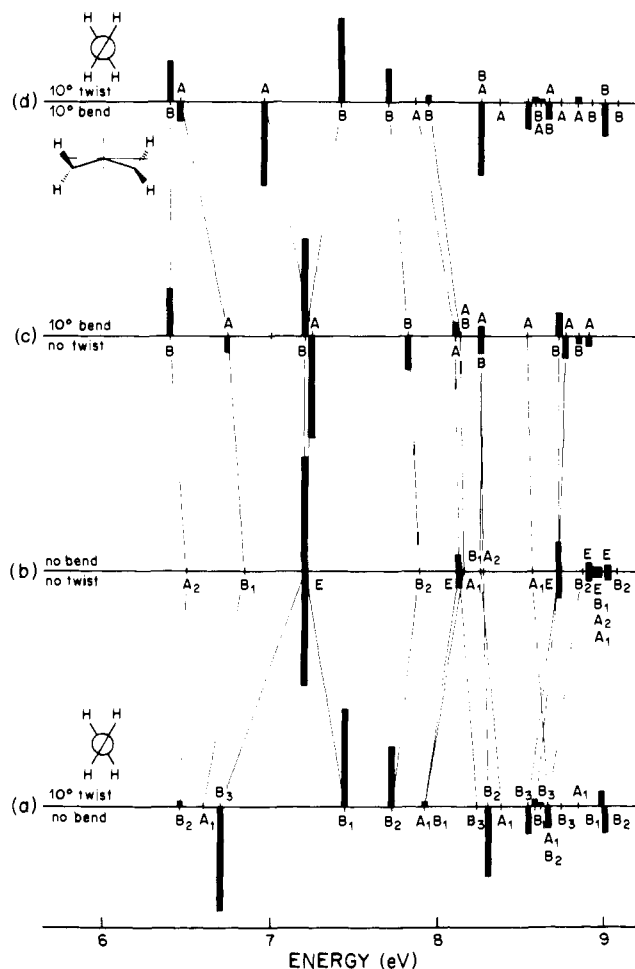 H H
H H
A A B A A B
(d) 10° twist
10° bend
B B B A B A B A A A B
A B
H H
H H
A A B A A A A
(c) 10° bend
no twist
B B A B B B
B
B₁ A₂ E E
(b) no bend
no twist
A₂ B₁ E B₂ E A₁ A₁ E B₂ E B₂
B₁
A₂
A₁
H H
H H
B₃ B₂ B₃ B₃ A₁
(a) 10° twist
no bend
B₂ A₁ B₁ B₂ A₁ B₁ B₃ A₁ B₃ B₁ B₂
A₁
B₂
6 7 8 9
ENERGY (eV)